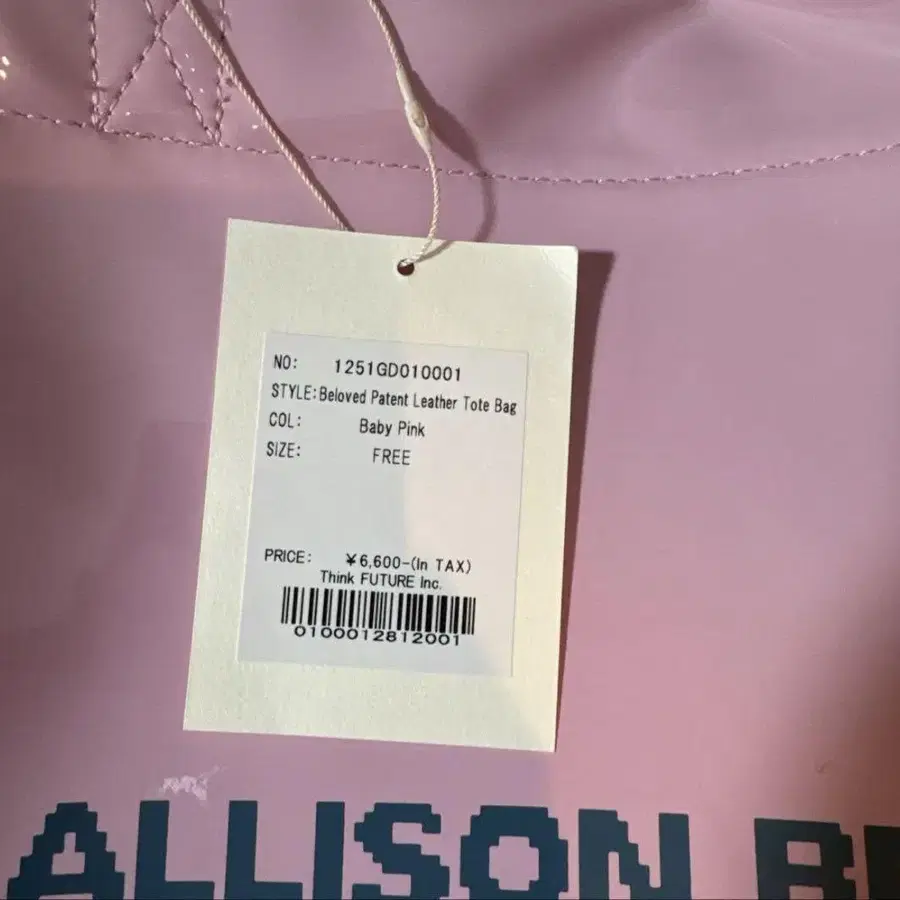 NO: 1251GD010001
STYLE:Beloved Patent Leather Tote Bag
COL: Baby Pink
SIZE: FREE
PRICE: ¥6,600-(In TAX)
Think FUTURE Inc.
0100012812001
ALLISON